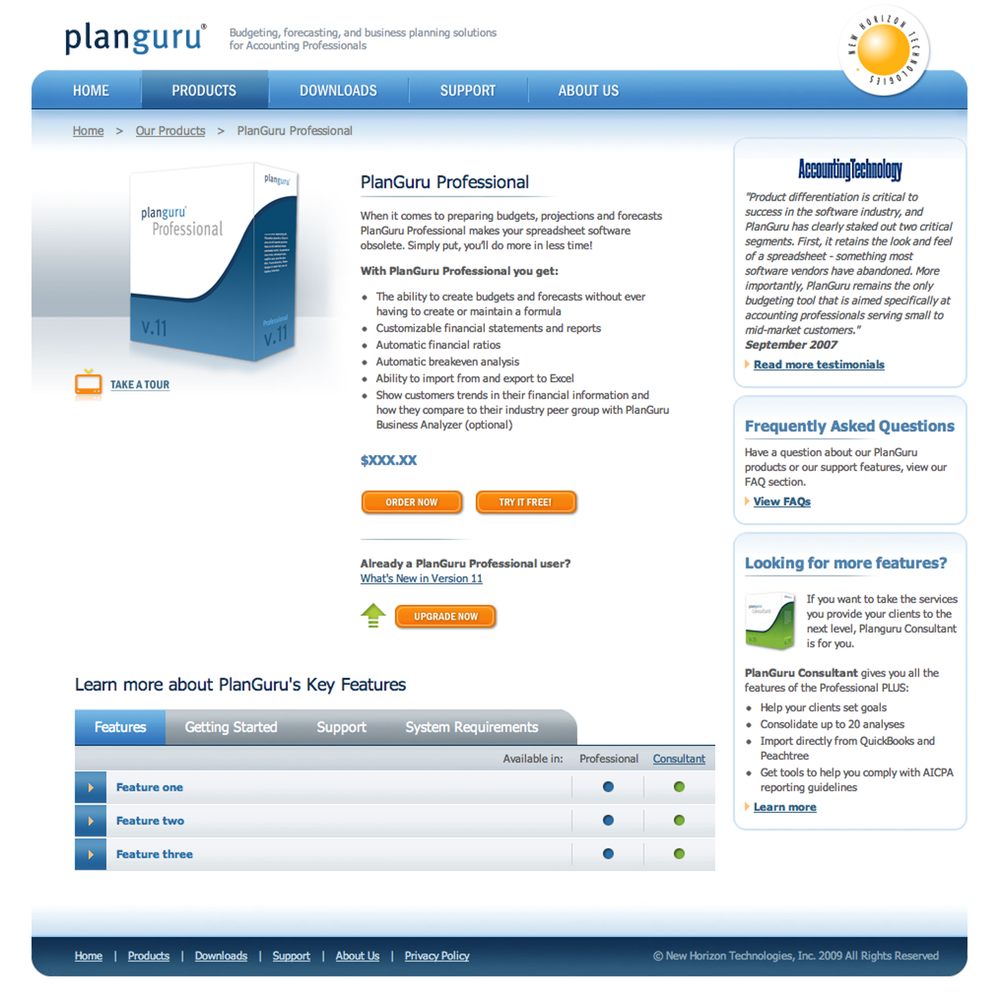 planguru®
Budgeting, forecasting, and business planning solutions
for Accounting Professionals
NEW HORIZON TECHNOLOGIES
HOME
PRODUCTS
DOWNLOADS
SUPPORT
ABOUT US
Home > Our Products > PlanGuru Professional
planguru
Professional
v.11
planguru
Professional
v.11
TAKE A TOUR
PlanGuru Professional
When it comes to preparing budgets, projections and forecasts
PlanGuru Professional makes your spreadsheet software
obsolete. Simply put, you'll do more in less time!
With PlanGuru Professional you get:
• The ability to create budgets and forecasts without ever
having to create or maintain a formula
• Customizable financial statements and reports
• Automatic financial ratios
• Automatic breakeven analysis
• Ability to import from and export to Excel
• Show customers trends in their financial information and
how they compare to their industry peer group with PlanGuru
Business Analyzer (optional)
$XXX.XX
ORDER NOW
TRY IT FREE!
Already a PlanGuru Professional user?
What's New in Version 11
UPGRADE NOW
AccountingTechnology
"Product differentiation is critical to
success in the software industry, and
PlanGuru has clearly staked out two critical
segments. First, it retains the look and feel
of a spreadsheet - something most
software vendors have abandoned. More
importantly, PlanGuru remains the only
budgeting tool that is aimed specifically at
accounting professionals serving small to
mid-market customers."
September 2007
Read more testimonials
Frequently Asked Questions
Have a question about our PlanGuru
products or our support features, view our
FAQ section.
View FAQs
Looking for more features?
planguru
Consultant
If you want to take the services
you provide your clients to the
next level, Planguru Consultant
is for you.
PlanGuru Consultant gives you all the
features of the Professional PLUS:
• Help your clients set goals
• Consolidate up to 20 analyses
• Import directly from QuickBooks and
Peachtree
• Get tools to help you comply with AICPA
reporting guidelines
Learn more
Learn more about PlanGuru's Key Features
Features
Getting Started
Support
System Requirements
Available in: Professional Consultant
Feature one
Feature two
Feature three
Home | Products | Downloads | Support | About Us | Privacy Policy
© New Horizon Technologies, Inc. 2009 All Rights Reserved